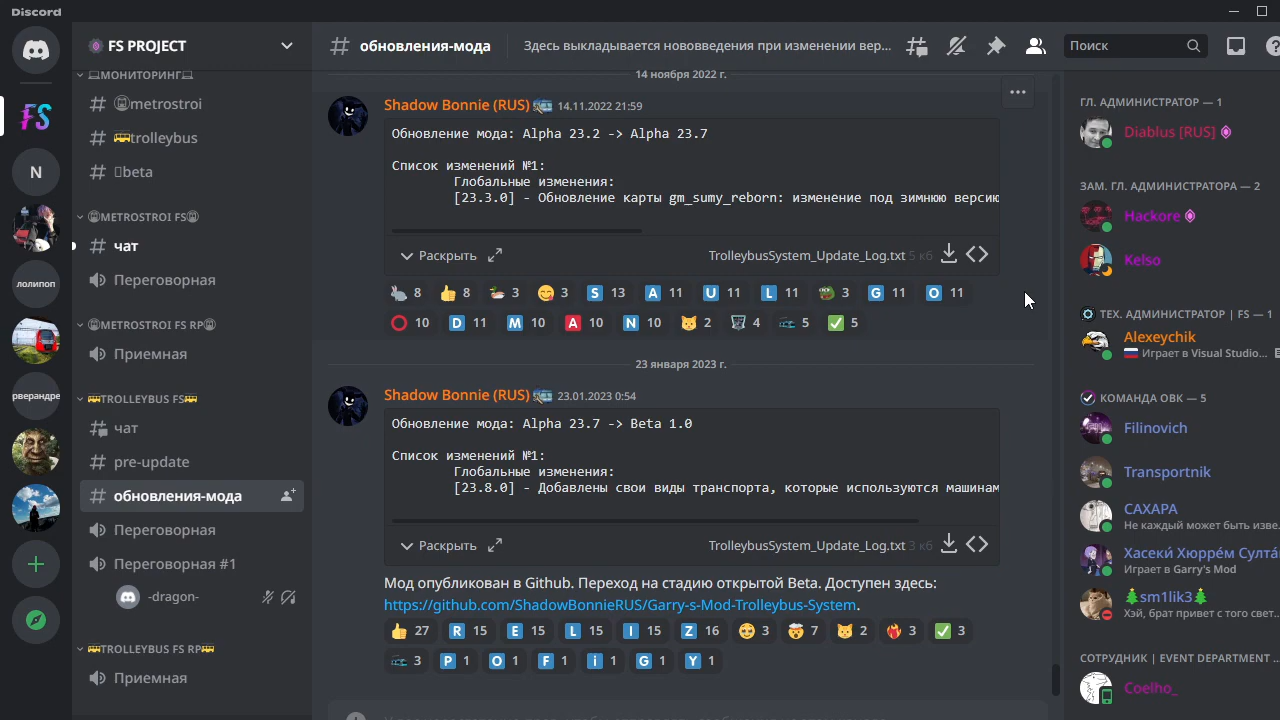 Discord
FS PROJECT
МОНИТОРИНГ
metrostroi
trolleybus
beta
METROSTROI FS
чат
Переговорная
METROSTROI FS RP
Приемная
TROLLEYBUS FS
чат
pre-update
обновления-мода
Переговорная
Переговорная #1
-dragon-
TROLLEYBUS FS RP
Приемная
FS
N
лолипоп
рверандре
# обновления-мода
Здесь выкладывается нововведения при изменении вер...
Поиск
14 ноября 2022 г.
Shadow Bonnie (RUS) 14.11.2022 21:59
Обновление мода: Alpha 23.2 -> Alpha 23.7
Список изменений №1:
Глобальные изменения:
[23.3.0] - Обновление карты gm_sumy_reborn: изменение под зимнюю версию
Раскрыть
TrolleybusSystem_Update_Log.txt 5 кб
8 8 3 3 S 13 A 11 U 11 L 11 3 G 11 O 11
10 D 11 M 10 A 10 N 10 2 4 5 5
23 января 2023 г.
Shadow Bonnie (RUS) 23.01.2023 0:54
Обновление мода: Alpha 23.7 -> Beta 1.0
Список изменений №1:
Глобальные изменения:
[23.8.0] - Добавлены свои виды транспорта, которые используются машинам
Раскрыть
TrolleybusSystem_Update_Log.txt 3 кб
Мод опубликован в Github. Переход на стадию открытой Beta. Доступен здесь:
https://github.com/ShadowBonnieRUS/Garry-s-Mod-Trolleybus-System.
27 R 15 E 15 L 15 I 15 Z 16 3 7 2 3 3
3 P 1 O 1 F 1 i 1 G 1 Y 1
ГЛ. АДМИНИСТРАТОР — 1
Diablus [RUS]
ЗАМ. ГЛ. АДМИНИСТРАТОРА — 2
Hackore
Kelso
ТЕХ. АДМИНИСТРАТОР | FS — 1
Alexeychik
Играет в Visual Studio...
КОМАНДА ОВК — 5
Filinovich
Transportnik
САХАРА
Не каждый может быть изве...
Хасеки́ Хюрре́м Султа́
Играет в Garry's Mod
sm1lik3
Хэй, брат привет с того свет...
СОТРУДНИК | EVENT DEPARTMENT ...
Coelho_